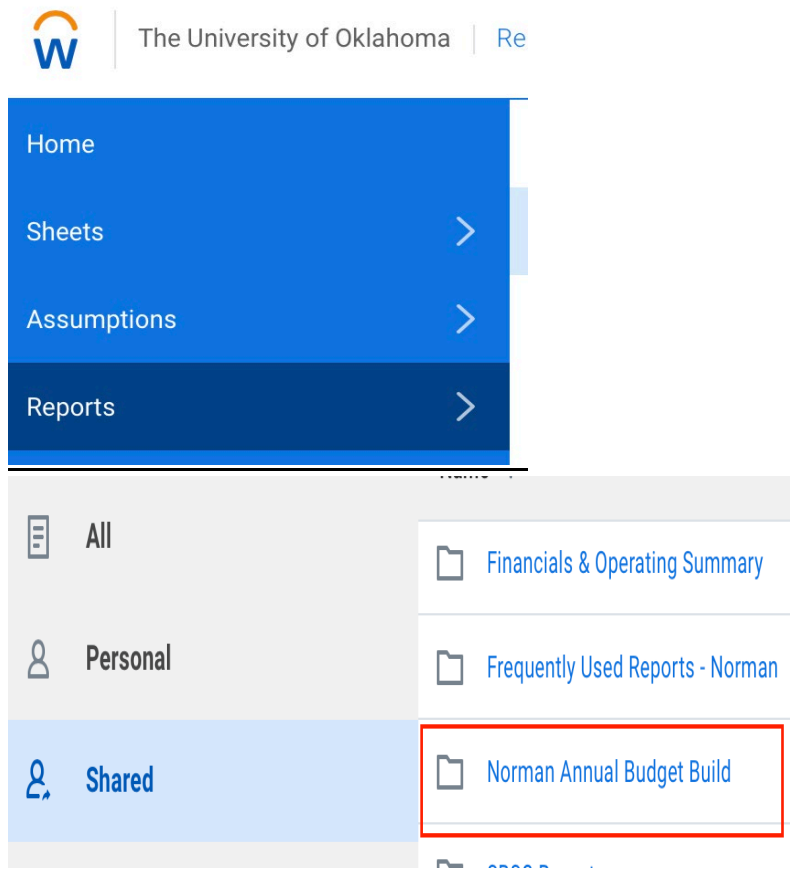 The University of Oklahoma Re
Home
Sheets
Assumptions
Reports
All
Personal
Shared
Financials & Operating Summary
Frequently Used Reports - Norman
Norman Annual Budget Build